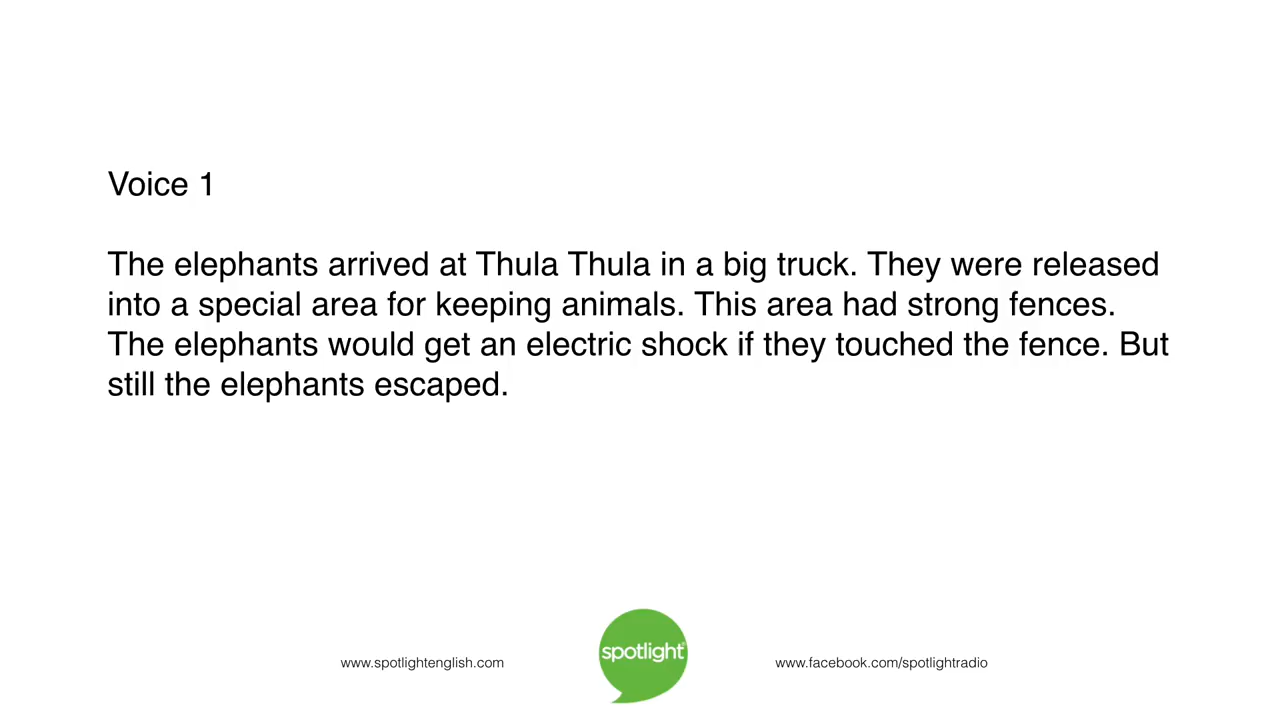 Voice 1
The elephants arrived at Thula Thula in a big truck. They were released
into a special area for keeping animals. This area had strong fences.
The elephants would get an electric shock if they touched the fence. But
still the elephants escaped.
www.spotlightenglish.com
spotlight
www.facebook.com/spotlightradio